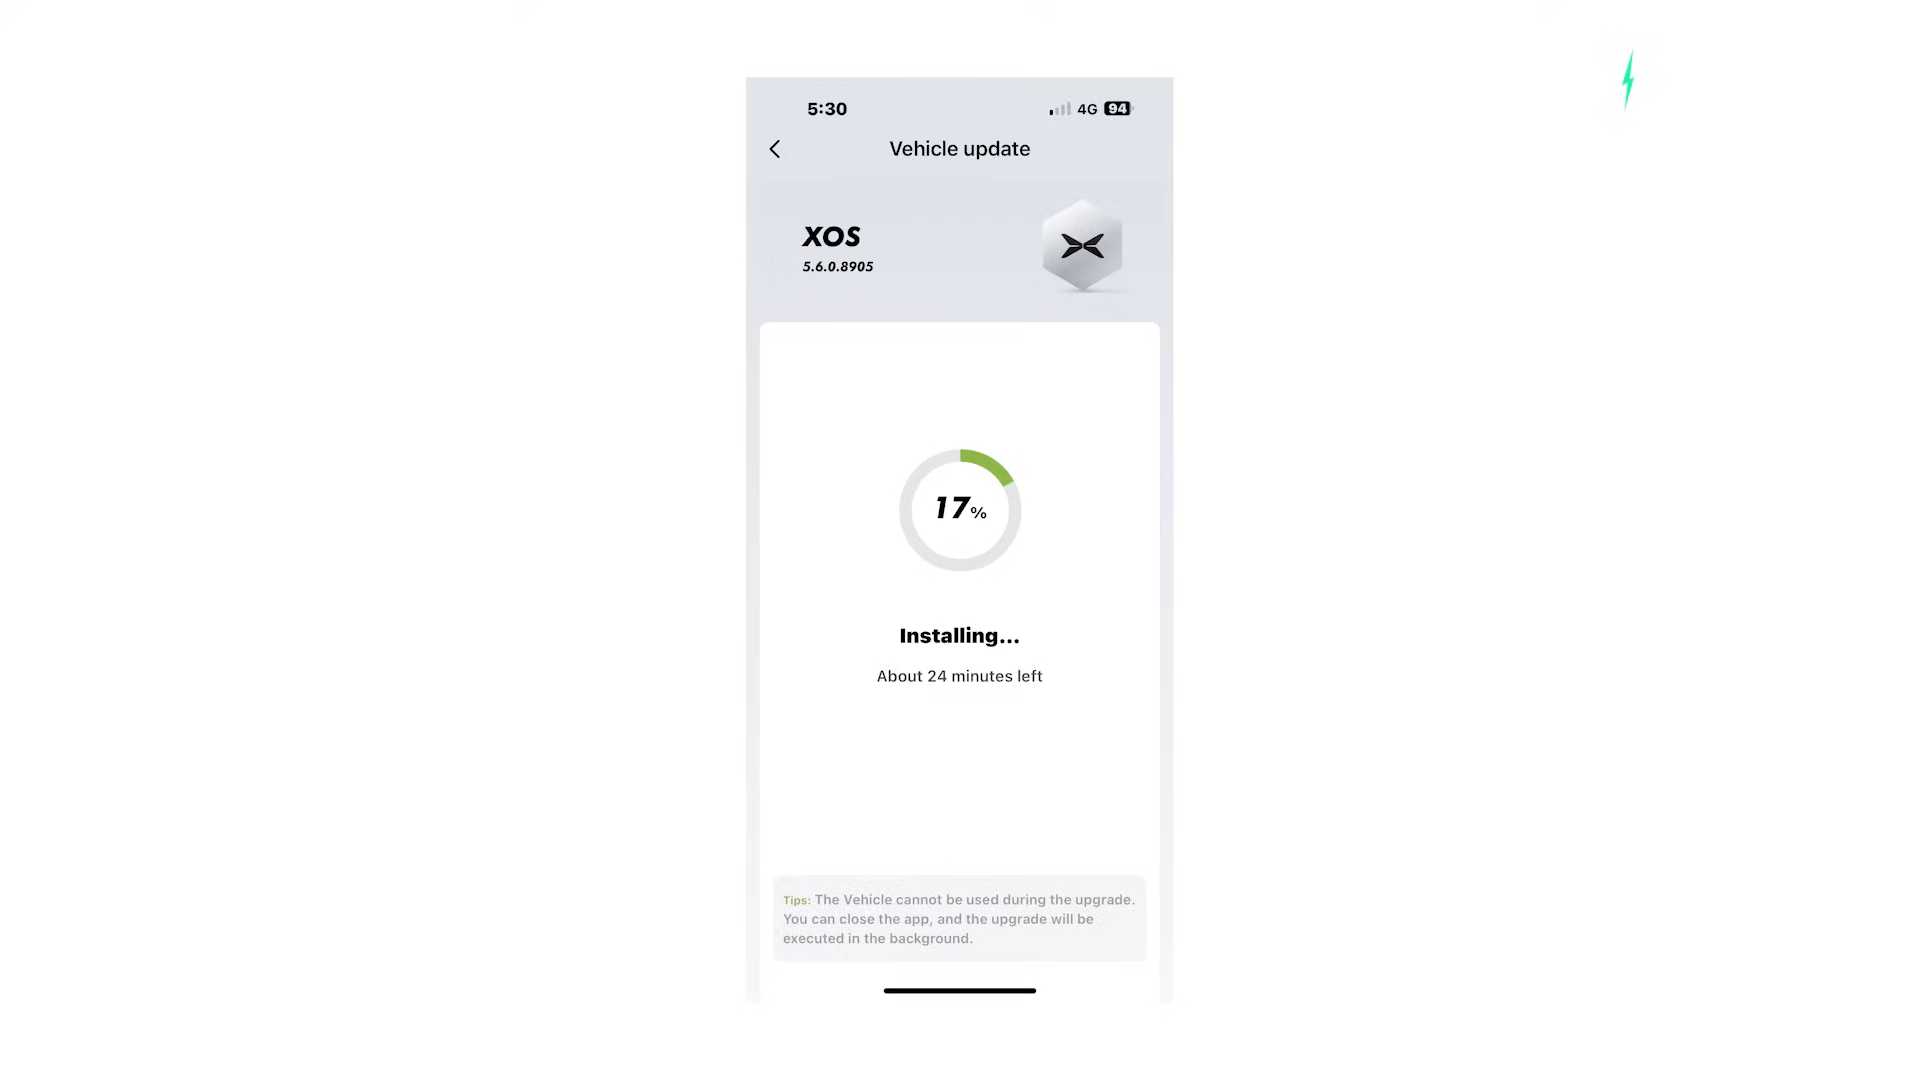 5:30
4G 94
Vehicle update
XOS
5.6.0.8905
17%
Installing...
About 24 minutes left
Tips: The Vehicle cannot be used during the upgrade.
You can close the app, and the upgrade will be
executed in the background.